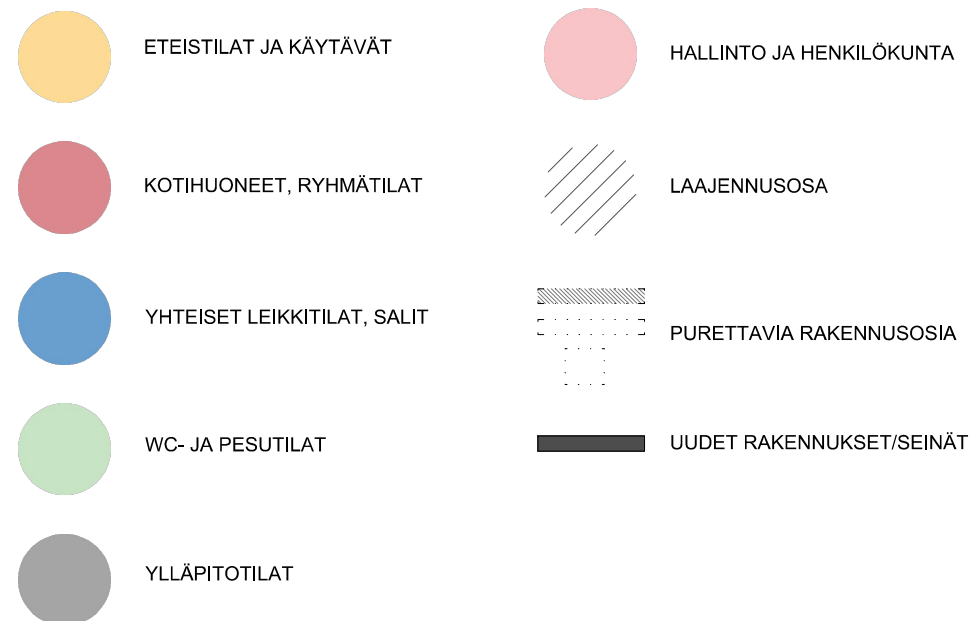 ETEISTILAT JA KÄYTÄVÄT
KOTIHUONEET, RYHMÄTILAT
YHTEISET LEIKKITILAT, SALIT
WC- JA PESUTILAT
YLLÄPITOTILAT
HALLINTO JA HENKILÖKUNTA
LAAJENNUSOSA
PURETTAVIA RAKENNUSOSIA
UUDET RAKENNUKSET/SEINÄT